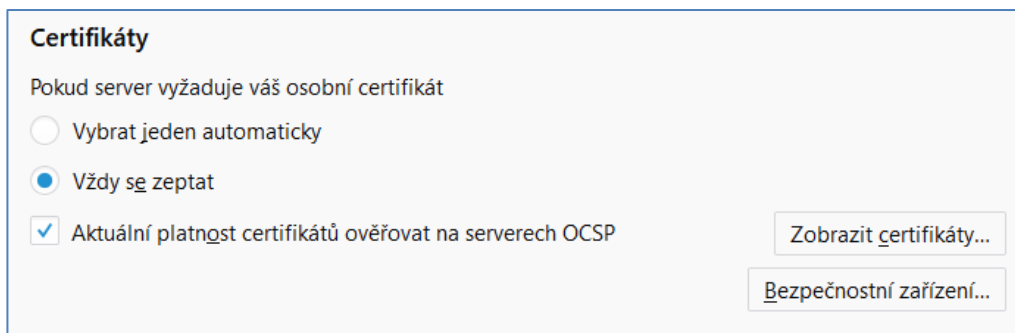 Certifikáty
Pokud server vyžaduje váš osobní certifikát
Vybrat jeden automaticky
Vždy se zeptat
Aktuální platnost certifikátů ověřovat na serverech OCSP
Zobrazit certifikáty...
Bezpečnostní zařízení...